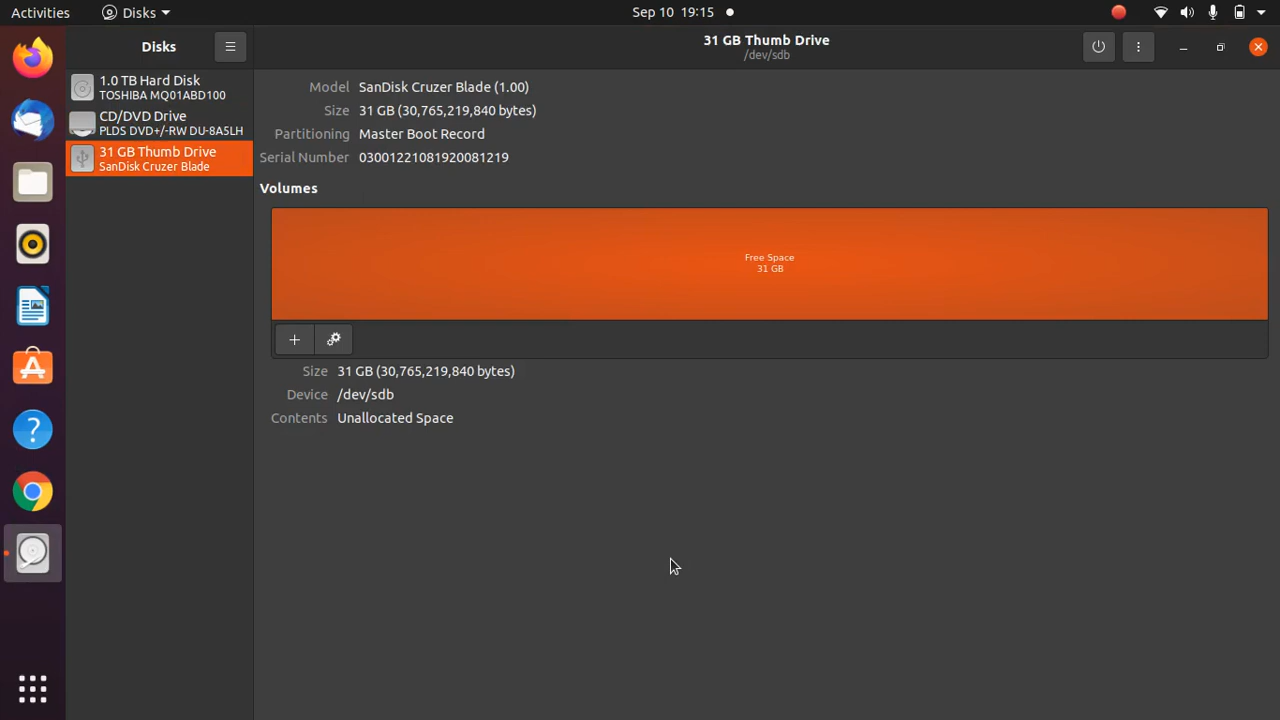 Activities
Disks
Sep 10 19:15
Disks
31 GB Thumb Drive
/dev/sdb
1.0 TB Hard Disk
TOSHIBA MQ01ABD100
CD/DVD Drive
PLDS DVD+/-RW DU-8A5LH
31 GB Thumb Drive
SanDisk Cruzer Blade
Model SanDisk Cruzer Blade (1.00)
Size 31 GB (30,765,219,840 bytes)
Partitioning Master Boot Record
Serial Number 03001221081920081219
Volumes
Free Space
31 GB
Size 31 GB (30,765,219,840 bytes)
Device /dev/sdb
Contents Unallocated Space